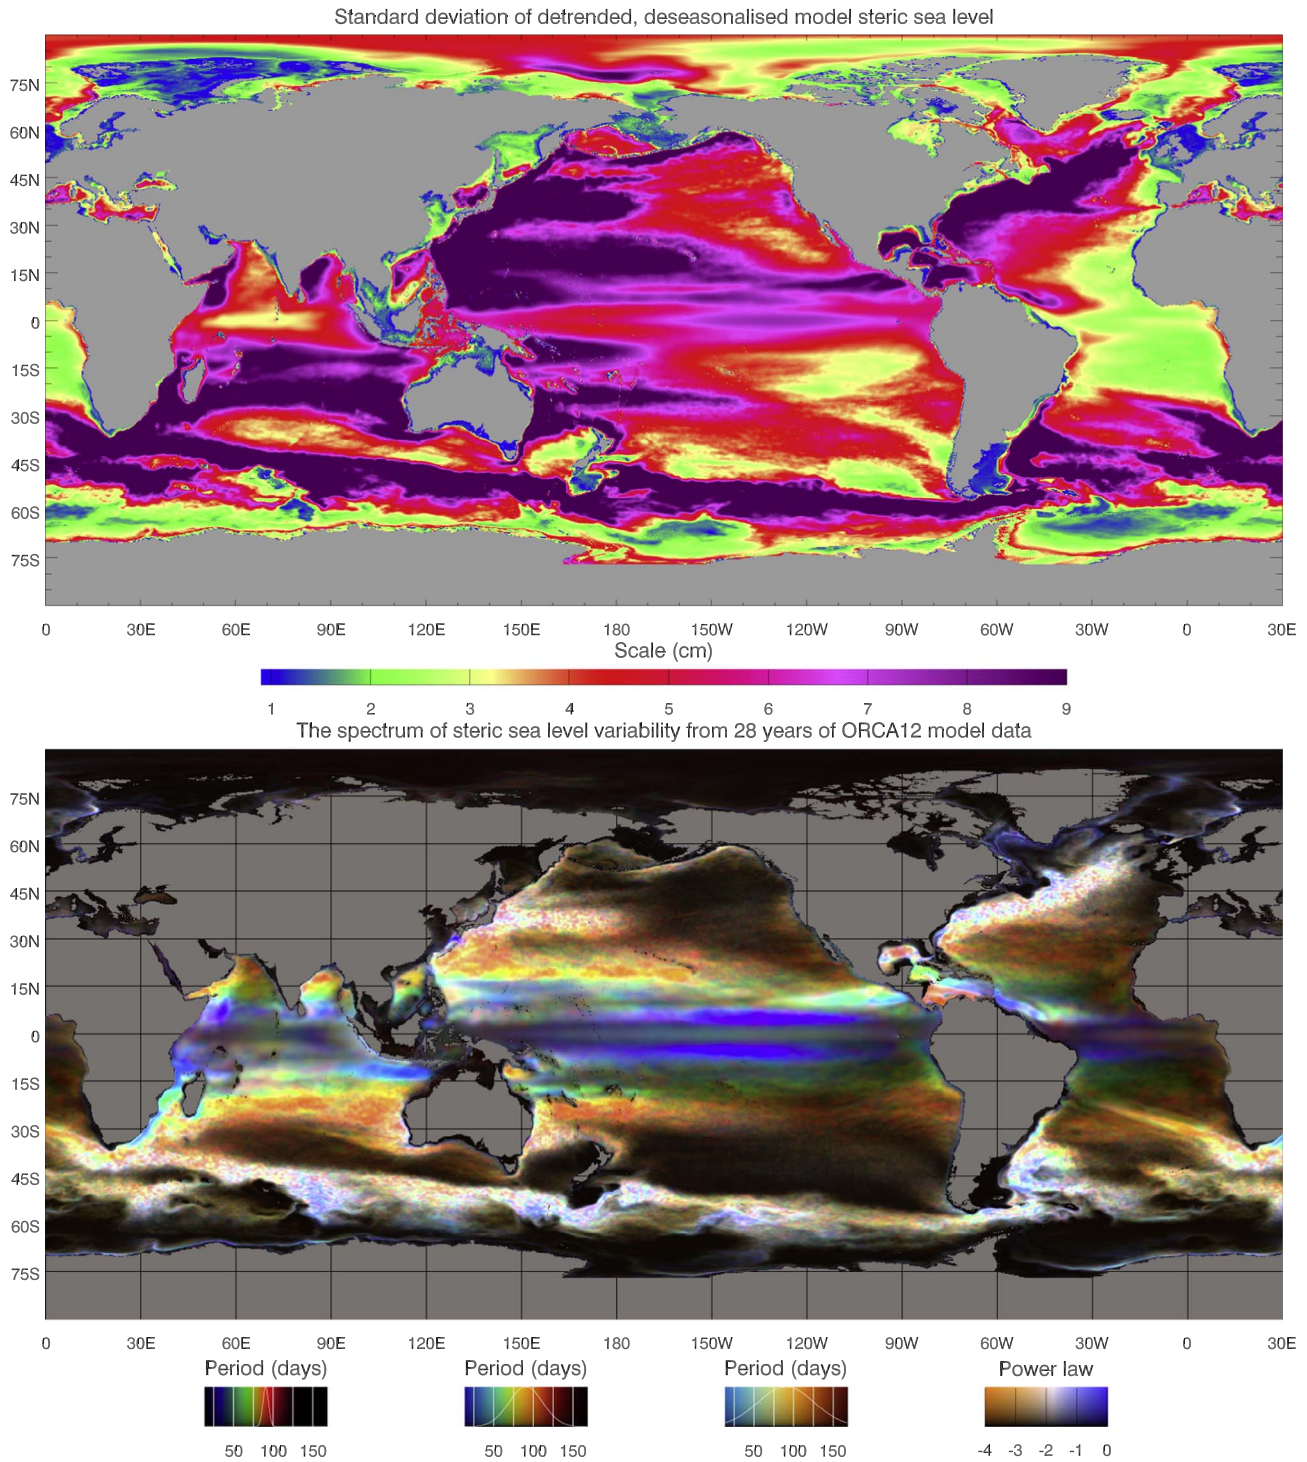 Standard deviation of detrended, deseasonalised model steric sea level
75N
60N
45N
30N
15N
0
15S
30S
45S
60S
75S
0 30E 60E 90E 120E 150E 180 150W 120W 90W 60W 30W 0 30E
Scale (cm)
1 2 3 4 5 6 7 8 9
The spectrum of steric sea level variability from 28 years of ORCA12 model data
75N
60N
45N
30N
15N
0
15S
30S
45S
60S
75S
0 30E 60E 90E 120E 150E 180 150W 120W 90W 60W 30W 0 30E
Period (days) Period (days) Period (days) Power law
50 100 150 50 100 150 50 100 150 -4 -3 -2 -1 0